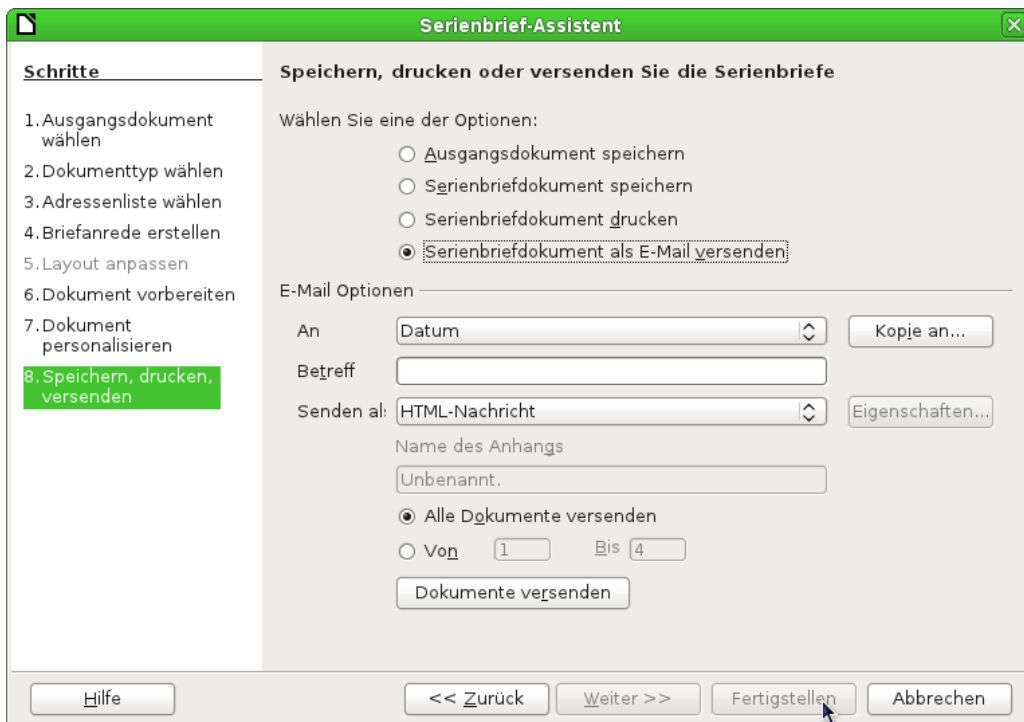 Serienbrief-Assistent
Schritte
1.Ausgangsdokument
wählen
2.Dokumenttyp wählen
3.Adressenliste wählen
4.Briefanrede erstellen
5.Layout anpassen
6.Dokument vorbereiten
7.Dokument
personalisieren
8.Speichern, drucken,
versenden
Speichern, drucken oder versenden Sie die Serienbriefe
Wählen Sie eine der Optionen:
Ausgangsdokument speichern
Serienbriefdokument speichern
Serienbriefdokument drucken
Serienbriefdokument als E-Mail versenden
E-Mail Optionen
An Datum Kopie an...
Betreff
Senden al: HTML-Nachricht Eigenschaften...
Name des Anhangs
Unbenannt.
Alle Dokumente versenden
Von 1 Bis 4
Dokumente versenden
Hilfe << Zurück Weiter >> Fertigstellen Abbrechen